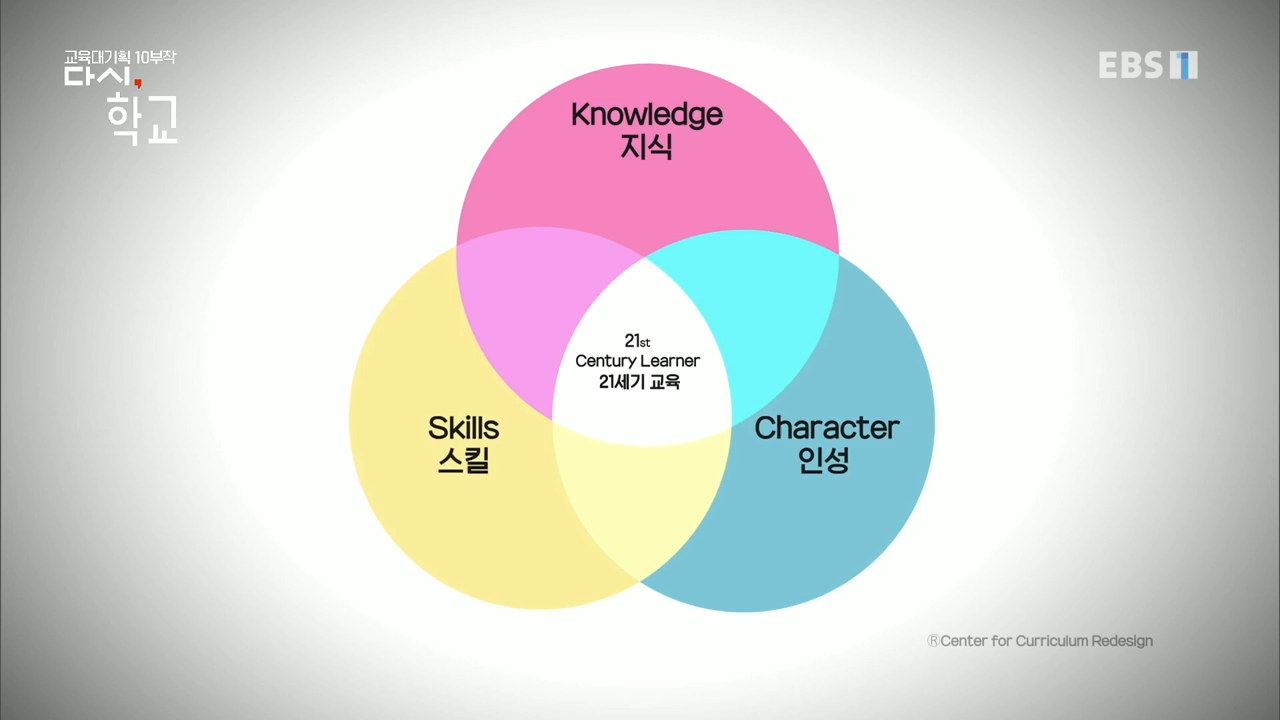 교육대기획 10부작
다시,
학교
EBS 1
Knowledge
지식
21st
Century Learner
21세기 교육
Skills
스킬
Character
인성
®Center for Curriculum Redesign